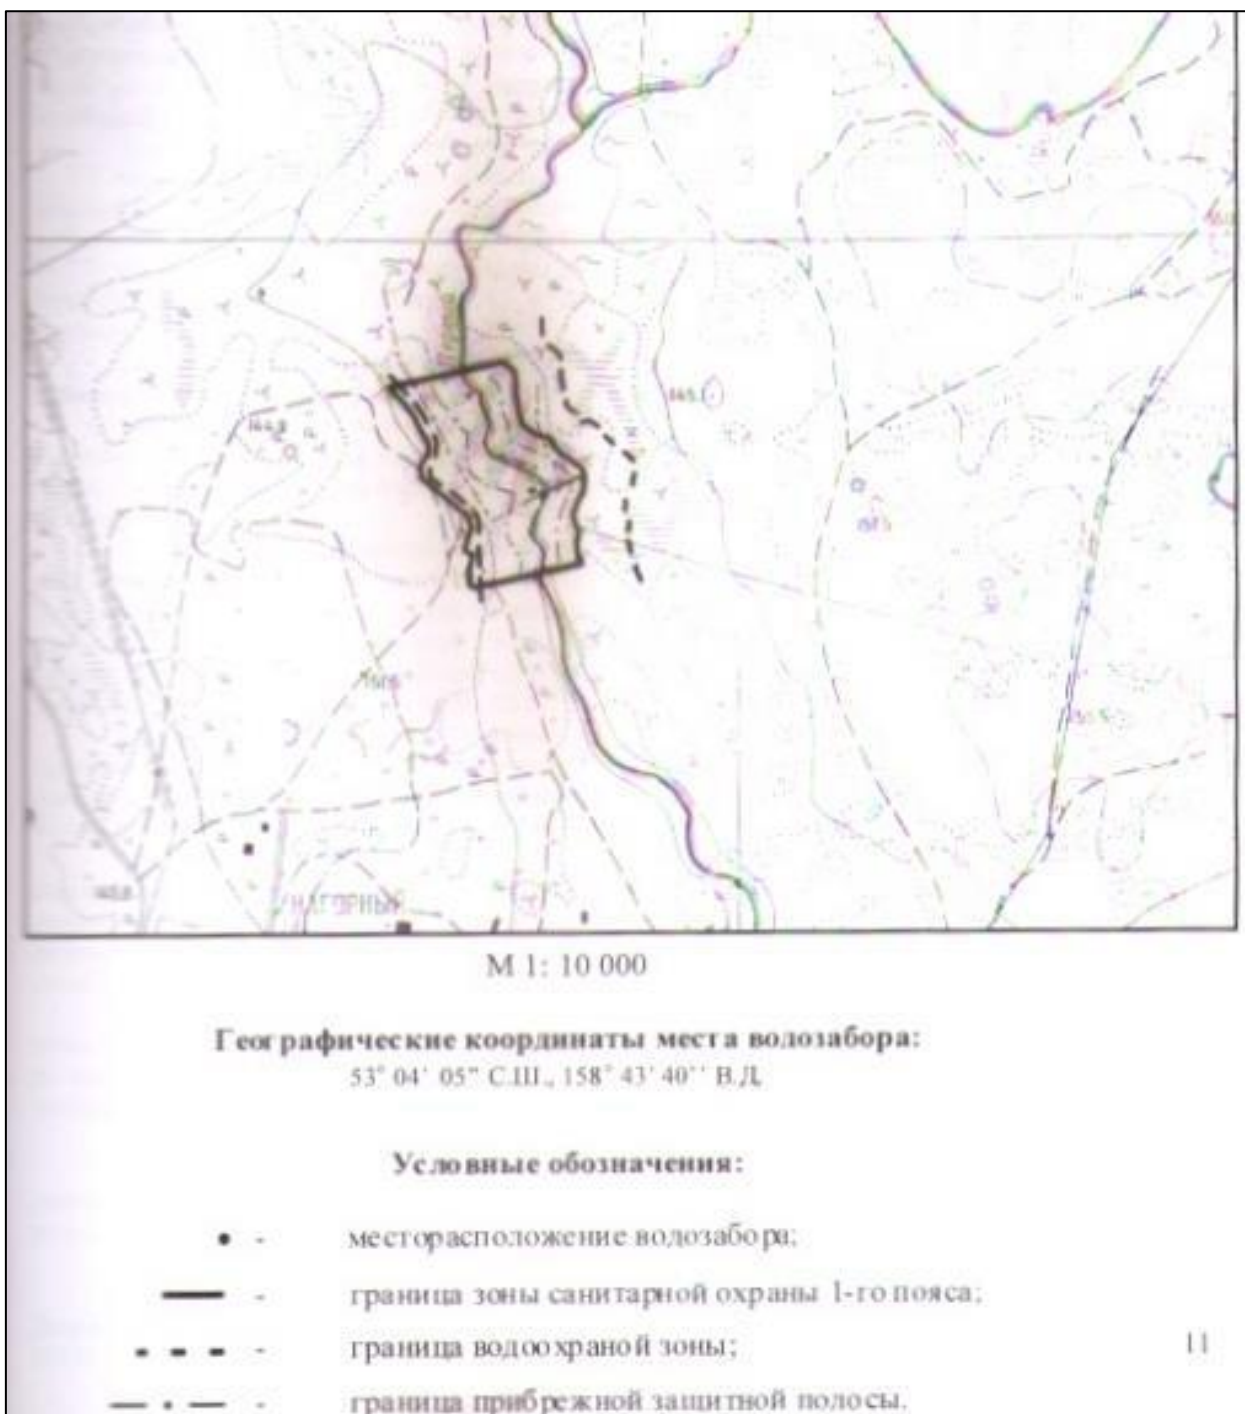 НАГОРНЫЙ
М 1: 10 000
Географические координаты места водозабора:
53° 04' 05" С.Ш., 158° 43' 40'' В.Д.
Условные обозначения:
• - месторасположение водозабора;
- граница зоны санитарной охраны 1-го пояса;
- граница водоохраной зоны;
11
- граница прибрежной защитной полосы.